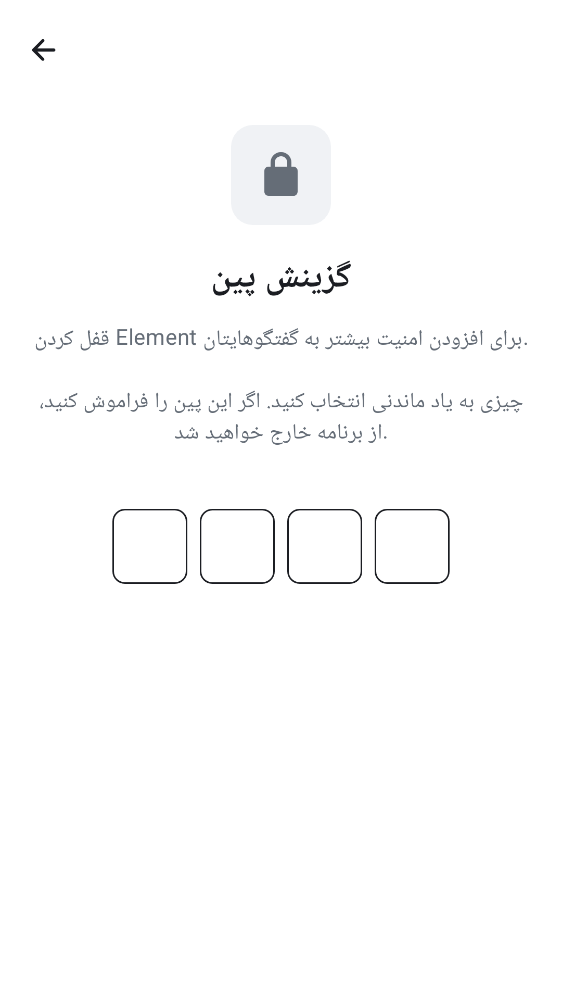 گزینش پین
قفل کردن Element برای افزودن امنیت بیشتر به گفتگوهایتان.
چیزی به یاد ماندنی انتخاب کنید. اگر این پین را فراموش کنید،
از برنامه خارج خواهید شد.